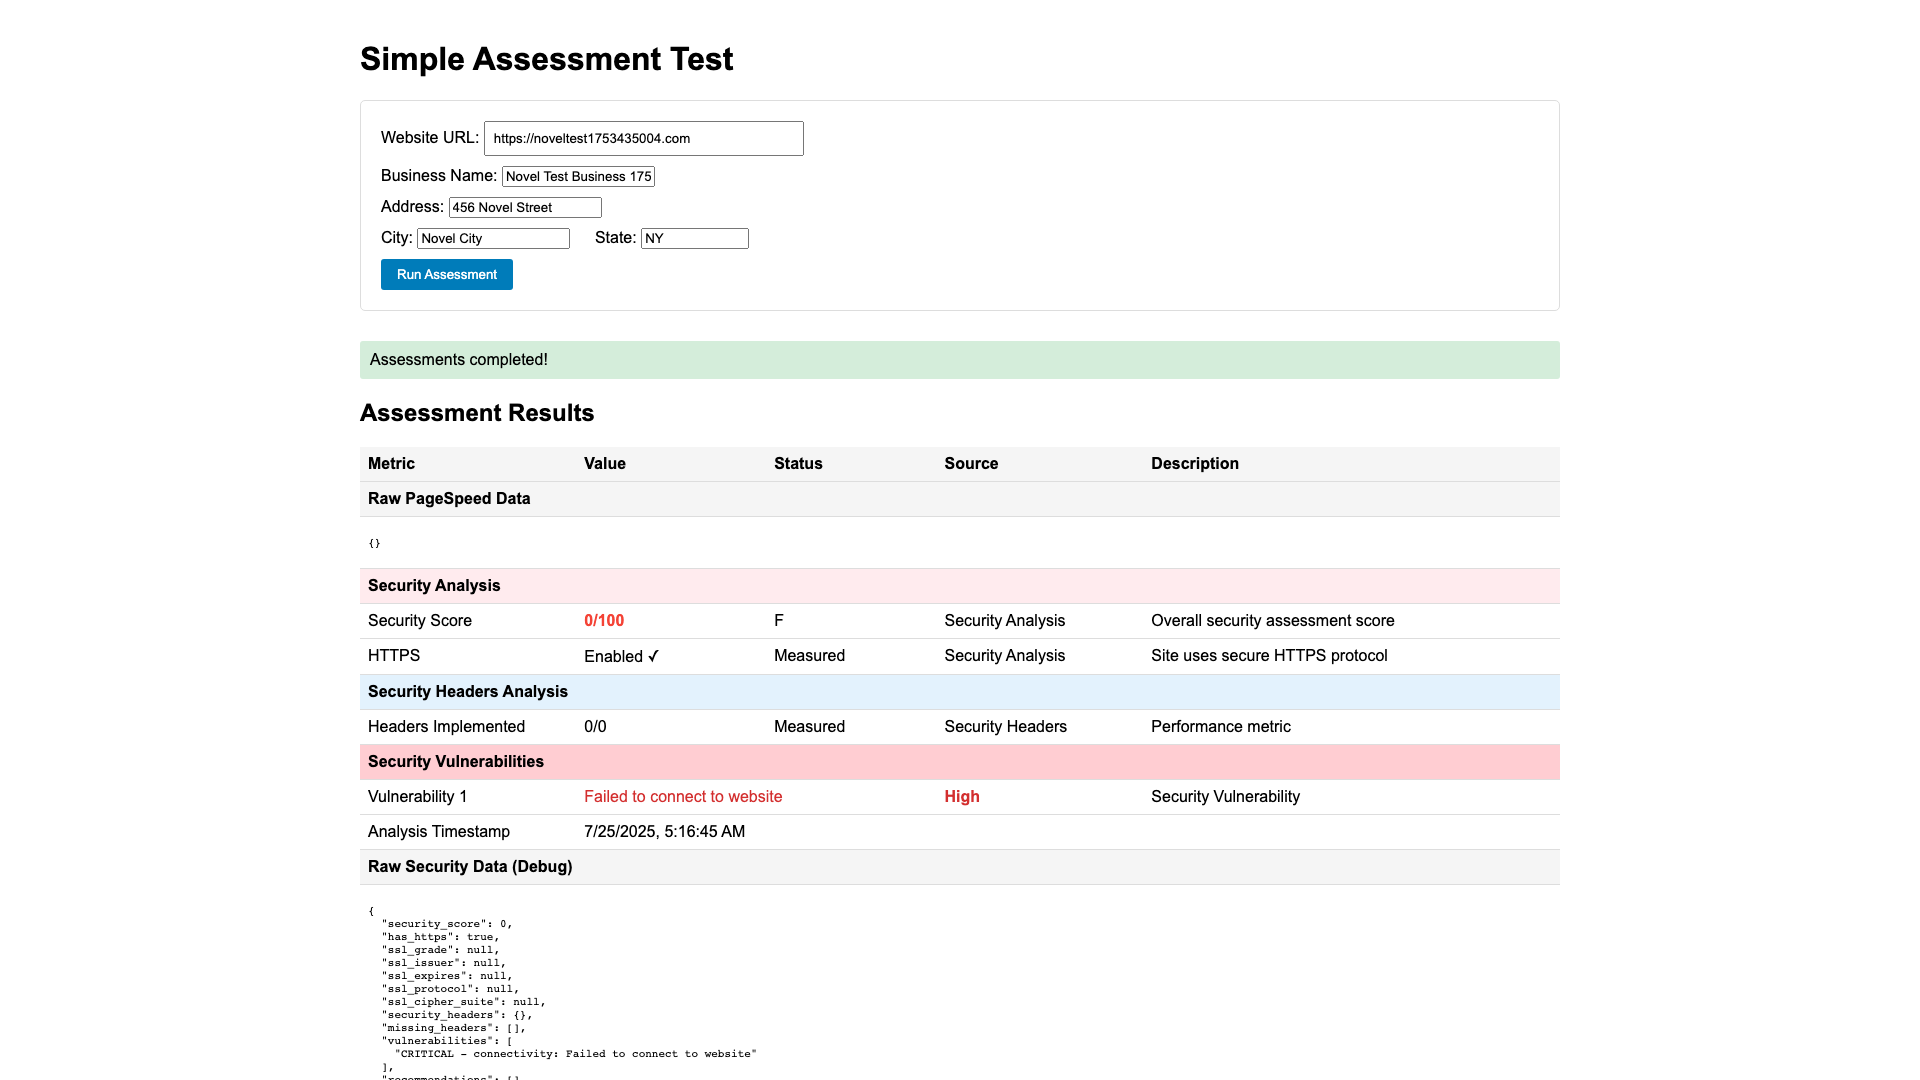 Simple Assessment Test
Website URL: https://noveltest1753435004.com
Business Name: Novel Test Business 175
Address: 456 Novel Street
City: Novel City State: NY
Run Assessment
Assessments completed!
Assessment Results
Metric Value Status Source Description
Raw PageSpeed Data
{}
Security Analysis
Security Score 0/100 F Security Analysis Overall security assessment score
HTTPS Enabled ✓ Measured Security Analysis Site uses secure HTTPS protocol
Security Headers Analysis
Headers Implemented 0/0 Measured Security Headers Performance metric
Security Vulnerabilities
Vulnerability 1 Failed to connect to website High Security Vulnerability
Analysis Timestamp 7/25/2025, 5:16:45 AM
Raw Security Data (Debug)
{
"security_score": 0,
"has_https": true,
"ssl_grade": null,
"ssl_issuer": null,
"ssl_expires": null,
"ssl_protocol": null,
"ssl_cipher_suite": null,
"security_headers": {},
"missing_headers": [],
"vulnerabilities": [
"CRITICAL - connectivity: Failed to connect to website"
],
"recommendations": []